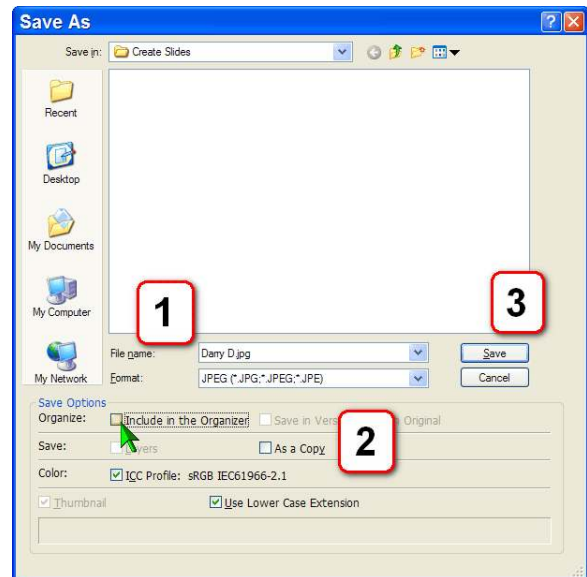 Save As
Save in: Create Slides
Recent
Desktop
My Documents
My Computer
My Network
1
3
File name: Darry D.jpg Save
Format: JPEG (*.JPG;*.JPEG;*.JPE) Cancel
Save Options
Organize: Include in the Organizer Save in Original
2
Save: As a Copy
Color: ICC Profile: sRGB IEC61966-2.1
Thumbnail Use Lower Case Extension